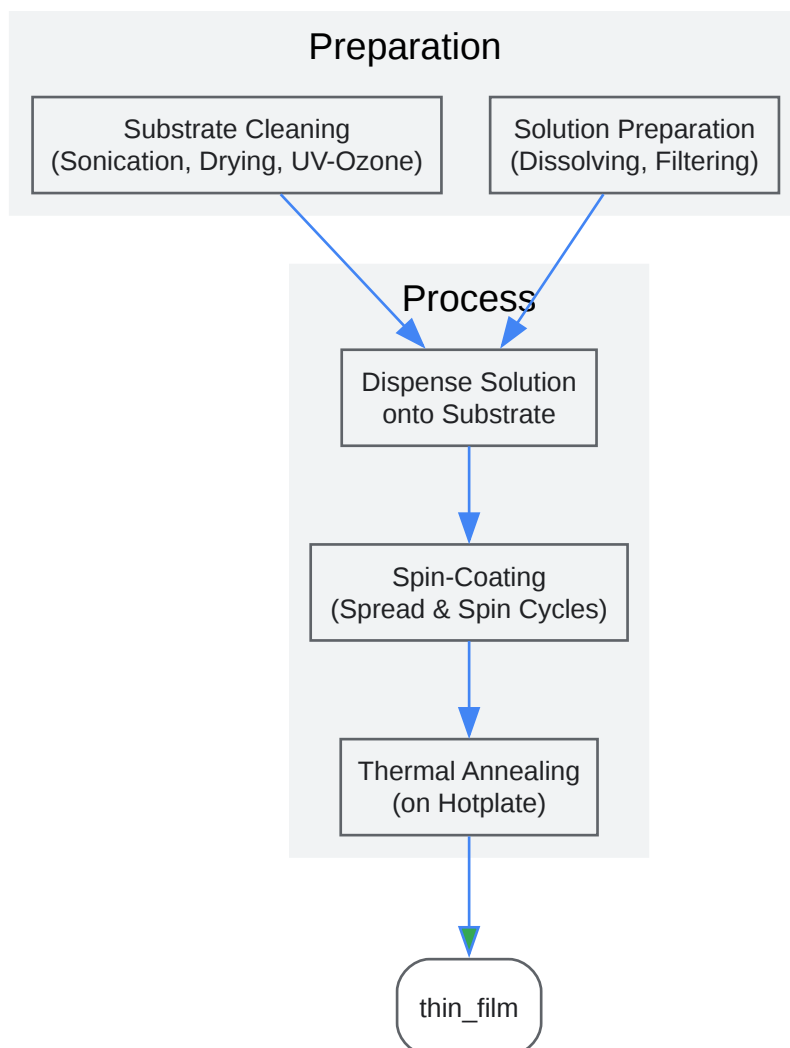 Preparation
Substrate Cleaning
(Sonication, Drying, UV-Ozone)
Solution Preparation
(Dissolving, Filtering)
Process
Dispense Solution
onto Substrate
Spin-Coating
(Spread & Spin Cycles)
Thermal Annealing
(on Hotplate)
thin_film